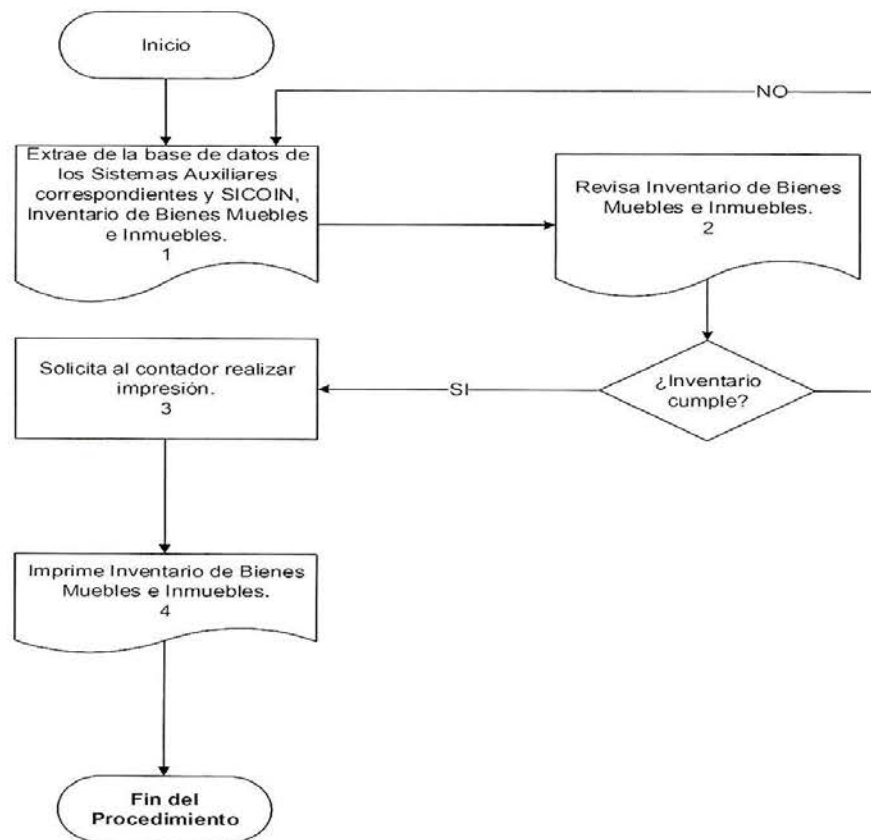 Inicio
NO
Extrae de la base de datos de
los Sistemas Auxiliares
correspondientes y SICOIN,
Inventario de Bienes Muebles
e Inmuebles.
1
Revisa Inventario de Bienes
Muebles e Inmuebles.
2
¿Inventario
cumple?
SI
Solicita al contador realizar
impresión.
3
Imprime Inventario de Bienes
Muebles e Inmuebles.
4
Fin del
Procedimiento